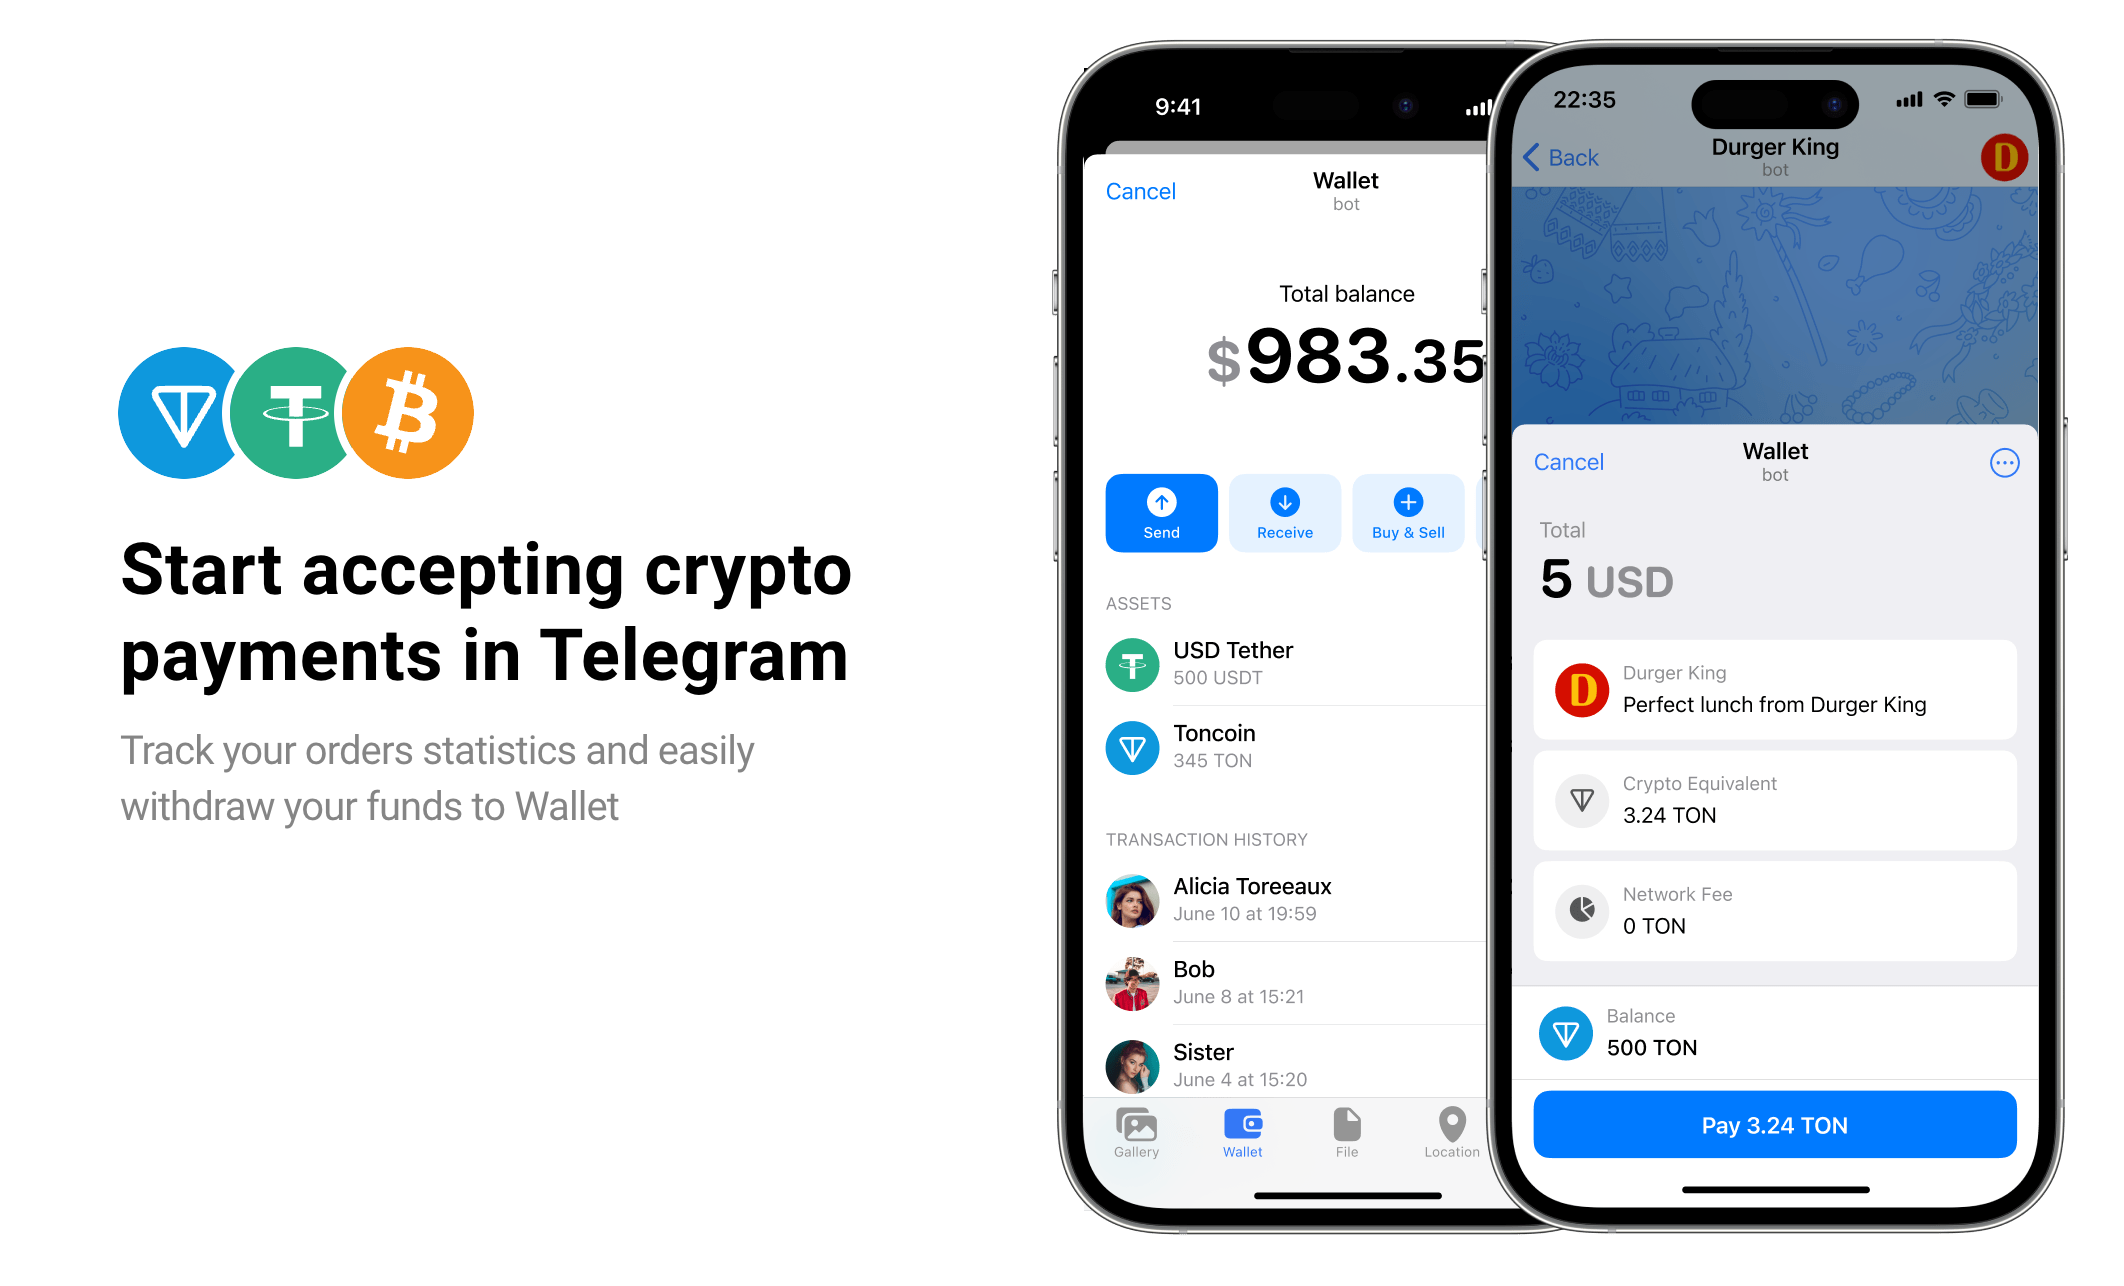 Start accepting crypto
payments in Telegram
Track your orders statistics and easily
withdraw your funds to Wallet
9:41
Cancel
Wallet
bot
Total balance
$983.35
Send
Receive
Buy & Sell
ASSETS
USD Tether
500 USDT
Toncoin
345 TON
TRANSACTION HISTORY
Alicia Toreeaux
June 10 at 19:59
Bob
June 8 at 15:21
Sister
June 4 at 15:20
Gallery
Wallet
File
Location
22:35
Back
Durger King
bot
D
Cancel
Wallet
bot
Total
5 USD
D
Durger King
Perfect lunch from Durger King
Crypto Equivalent
3.24 TON
Network Fee
0 TON
Balance
500 TON
Pay 3.24 TON